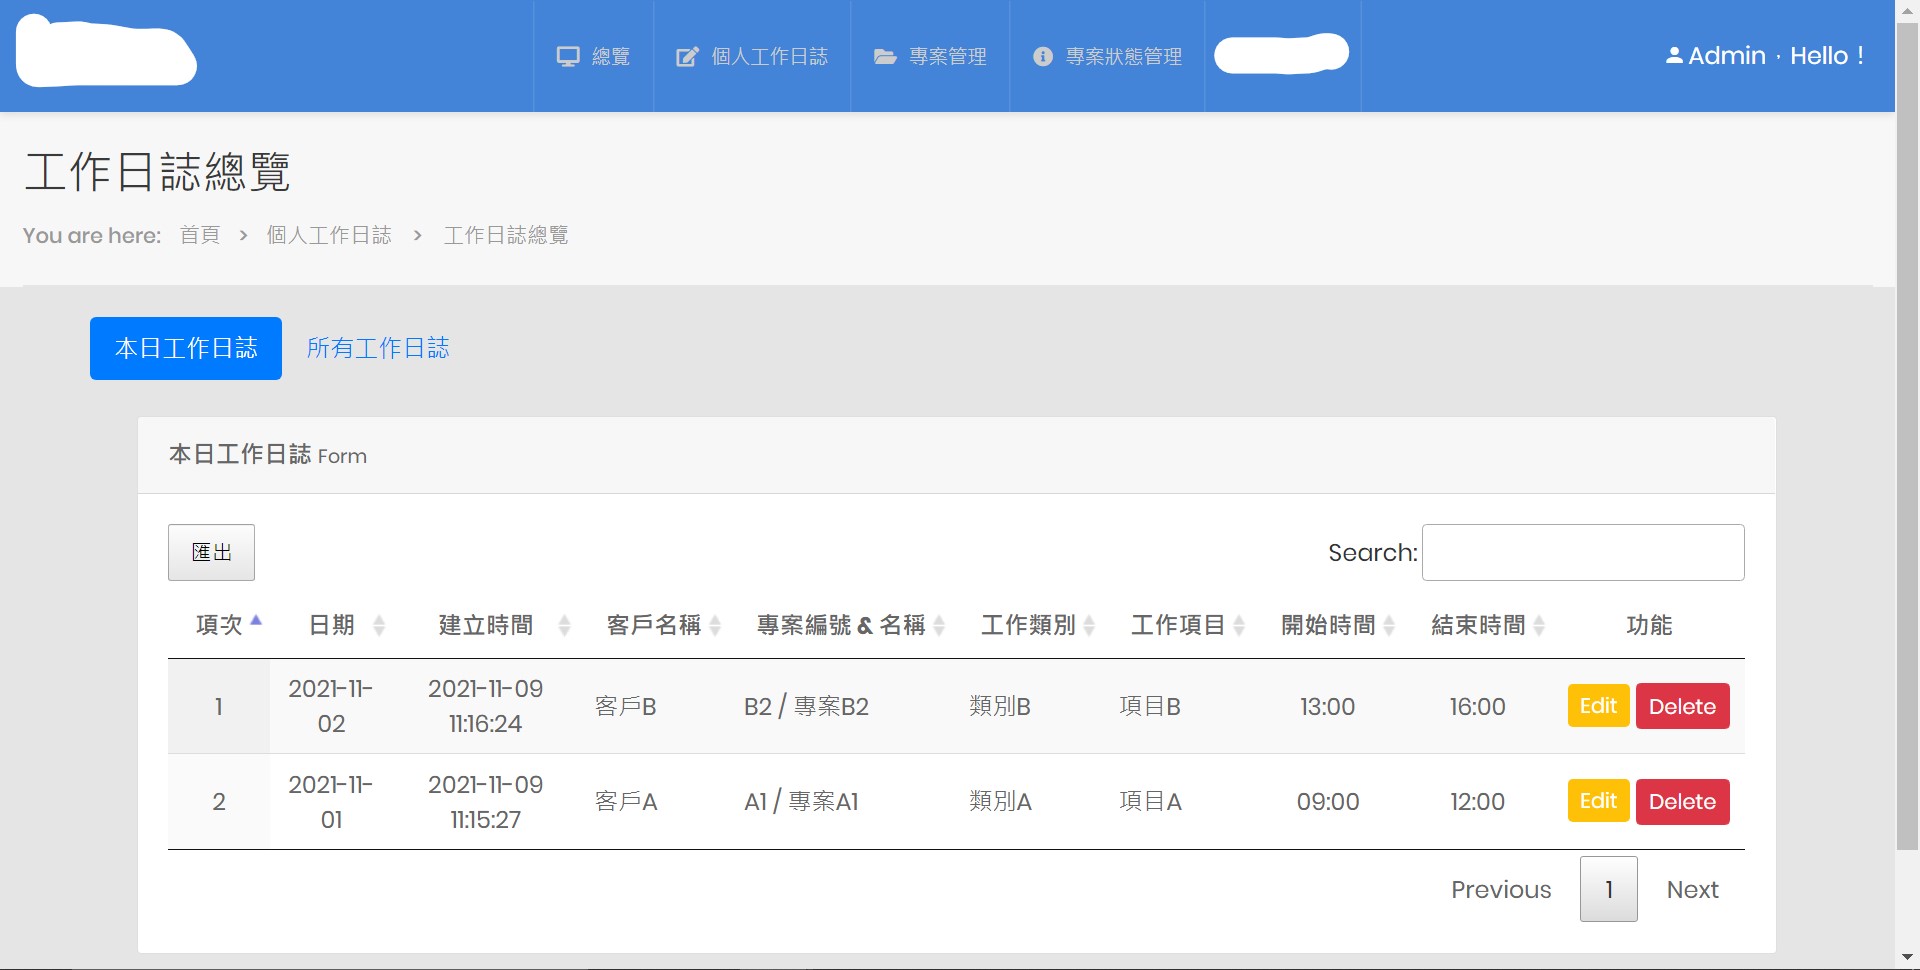 總覽
個人工作日誌
專案管理
專案狀態管理
Admin，Hello！
工作日誌總覽
You are here: 首頁 > 個人工作日誌 > 工作日誌總覽
本日工作日誌 所有工作日誌
本日工作日誌 Form
匯出
Search:
項次 日期 建立時間 客戶名稱 專案編號 & 名稱 工作類別 工作項目 開始時間 結束時間 功能
1 2021-11-02 2021-11-09 11:16:24 客戶B B2 / 專案B2 類別B 項目B 13:00 16:00 Edit Delete
2 2021-11-01 2021-11-09 11:15:27 客戶A A1 / 專案A1 類別A 項目A 09:00 12:00 Edit Delete
Previous 1 Next